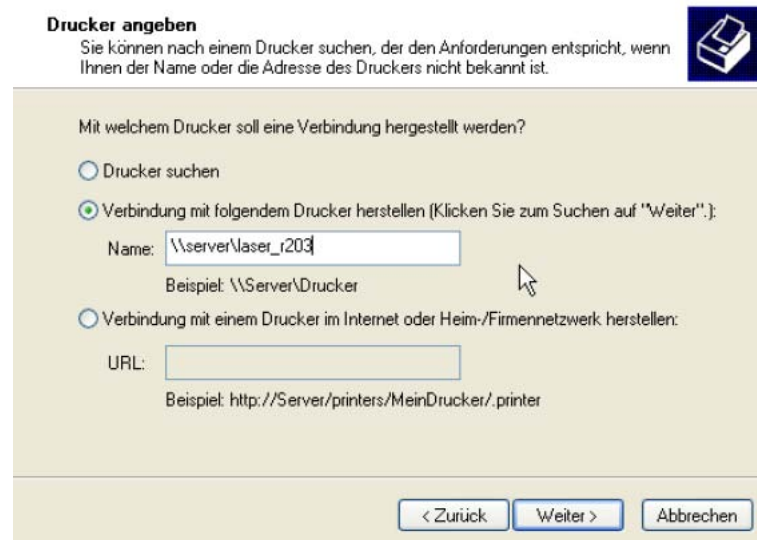 Drucker angeben
Sie können nach einem Drucker suchen, der den Anforderungen entspricht, wenn
Ihnen der Name oder die Adresse des Druckers nicht bekannt ist.
Mit welchem Drucker soll eine Verbindung hergestellt werden?
Drucker suchen
Verbindung mit folgendem Drucker herstellen (Klicken Sie zum Suchen auf "Weiter".):
Name: \\server\laser_r203
Beispiel: \\Server\Drucker
Verbindung mit einem Drucker im Internet oder Heim-/Firmennetzwerk herstellen:
URL:
Beispiel: http://Server/printers/MeinDrucker/.printer
< Zurück Weiter > Abbrechen